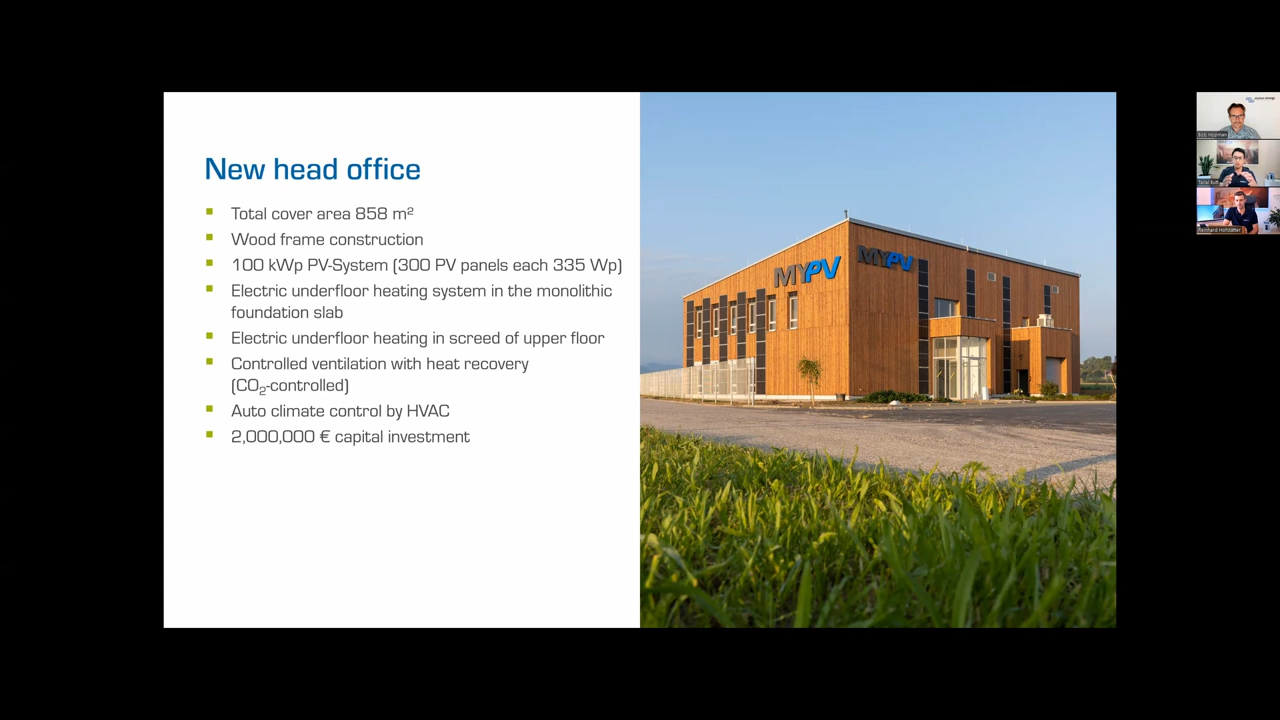 New head office
Total cover area 858 m²
Wood frame construction
100 kWp PV-System (300 PV panels each 335 Wp)
Electric underfloor heating system in the monolithic
foundation slab
Electric underfloor heating in screed of upper floor
Controlled ventilation with heat recovery
(CO₂-controlled)
Auto climate control by HVAC
2,000,000 € capital investment
MYPV
MYPV
Reinhard Hofstätter